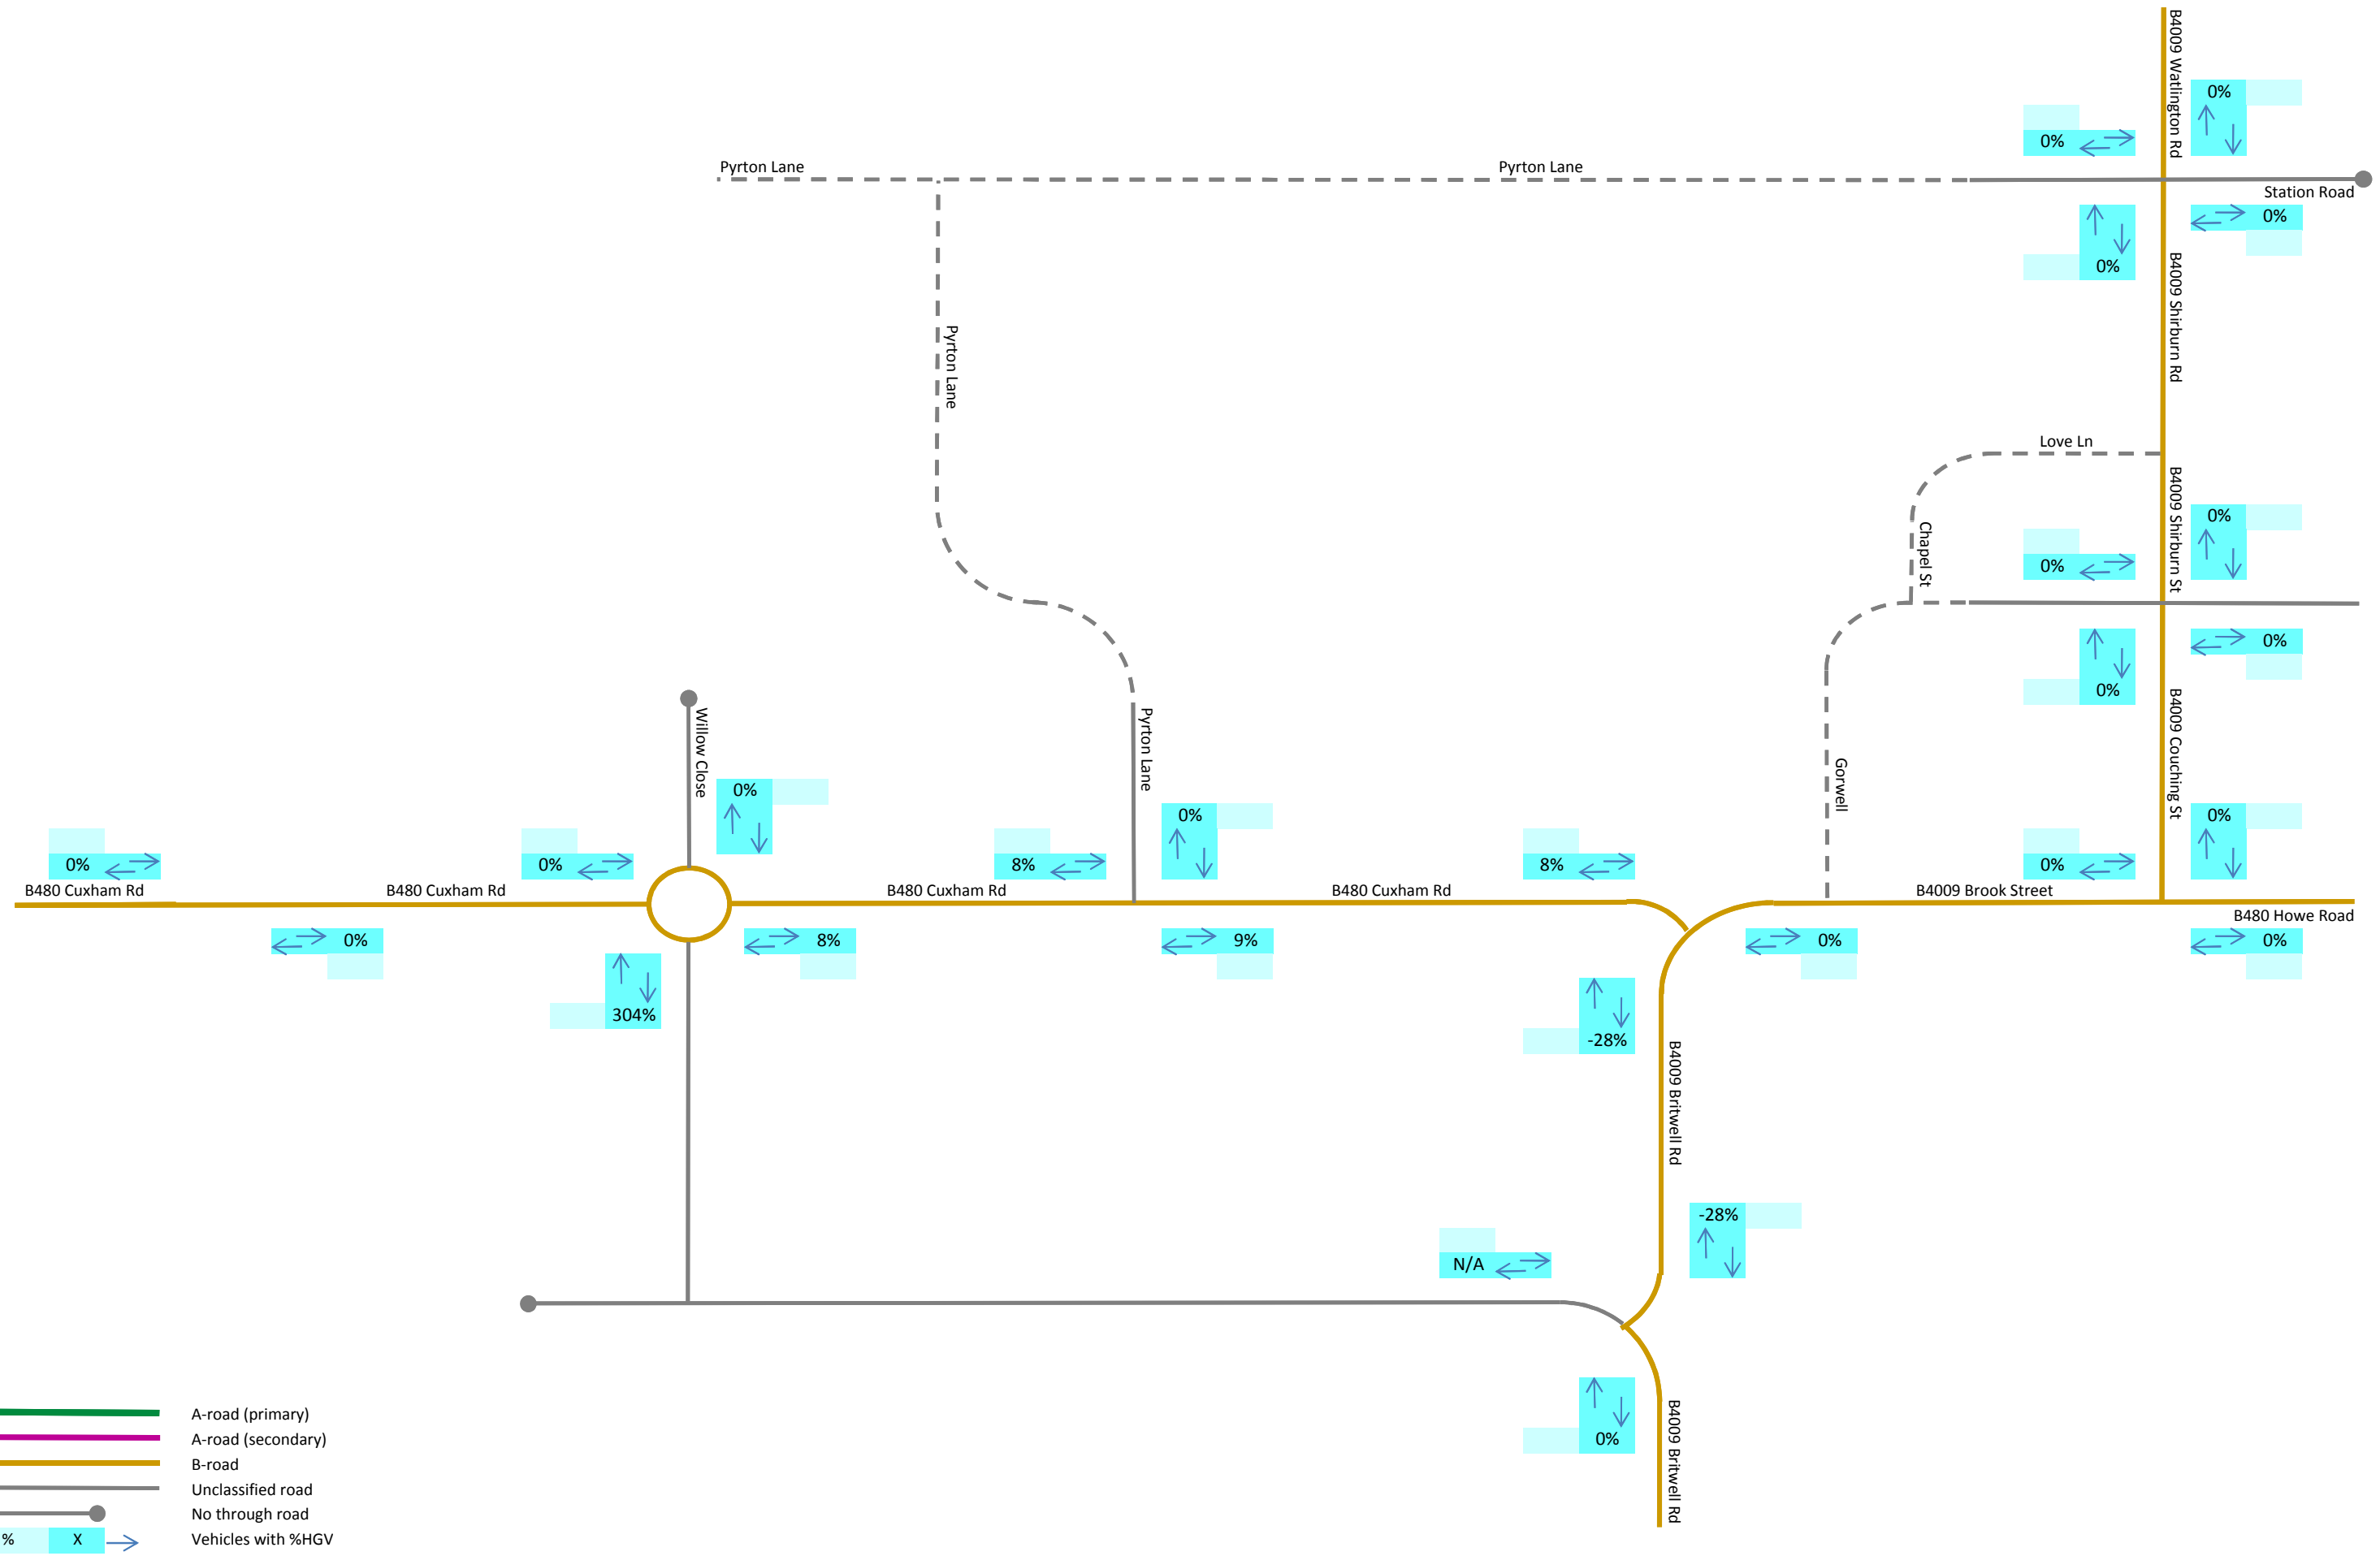 B4009 Watlington Rd
0%
0%
Pyrton Lane
Pyrton Lane
Station Road
0%
0%
Pyrton Lane
B4009 Shirburn Rd
Love Ln
B4009 Shirburn St
0%
Chapel St
0%
0%
0%
B4009 Couching St
Willow Close
Pyrton Lane
Gorwell
0%
0%
0%
0%
0%
8%
8%
0%
0%
B480 Cuxham Rd
B480 Cuxham Rd
B480 Cuxham Rd
B480 Cuxham Rd
B4009 Brook Street
B480 Howe Road
0%
8%
9%
0%
0%
304%
-28%
B4009 Britwell Rd
-28%
N/A
0%
B4009 Britwell Rd
A-road (primary)
A-road (secondary)
B-road
Unclassified road
No through road
% X Vehicles with %HGV